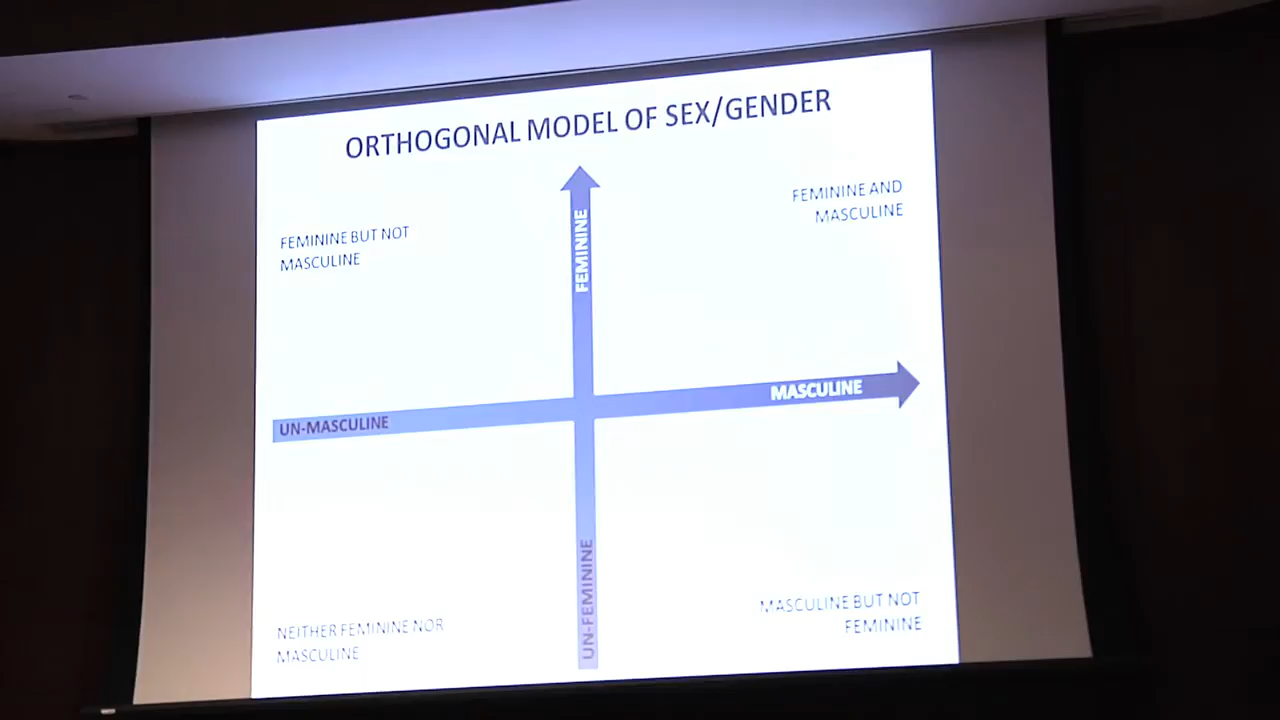 ORTHOGONAL MODEL OF SEX/GENDER
FEMININE BUT NOT
MASCULINE
FEMININE
FEMININE AND
MASCULINE
UN-MASCULINE
MASCULINE
NEITHER FEMININE NOR
MASCULINE
UN-FEMININE
MASCULINE BUT NOT
FEMININE